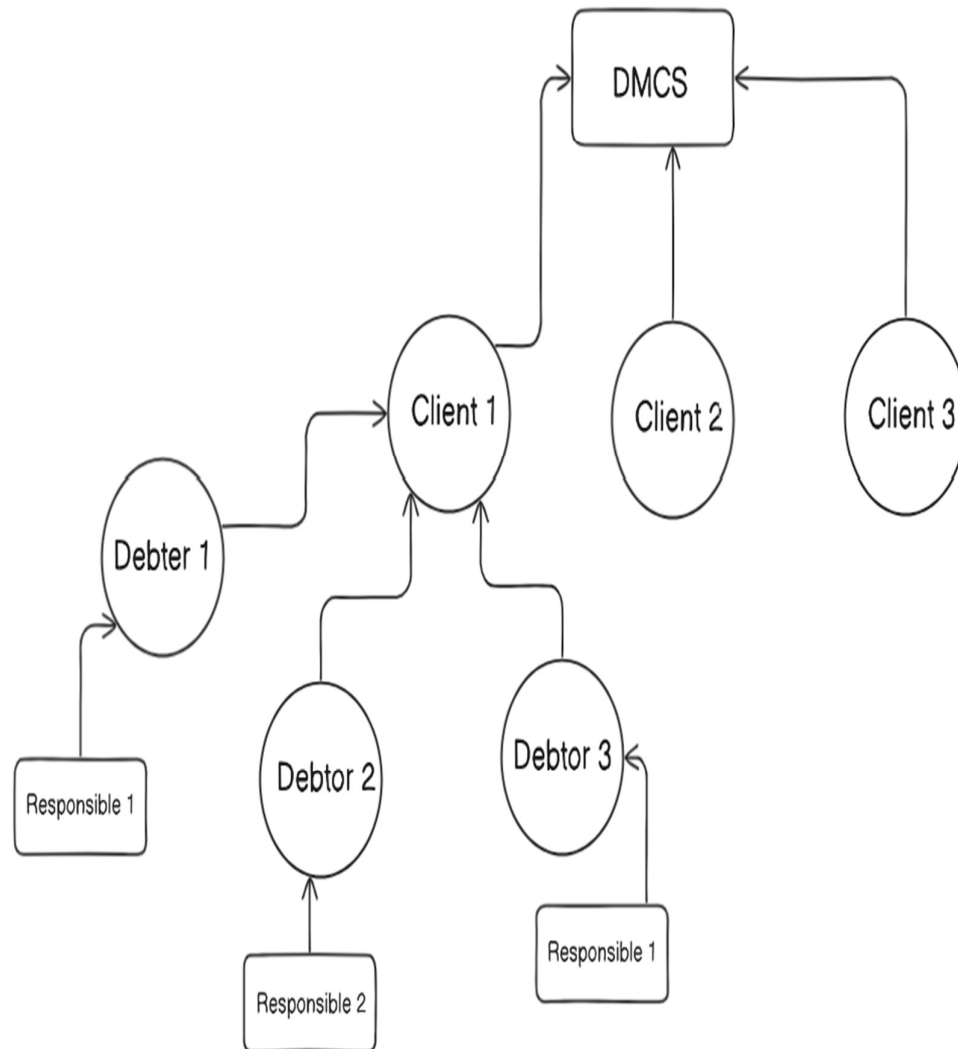 DMCS
Client 1
Client 2
Client 3
Debter 1
Debtor 2
Debtor 3
Responsible 1
Responsible 2
Responsible 1